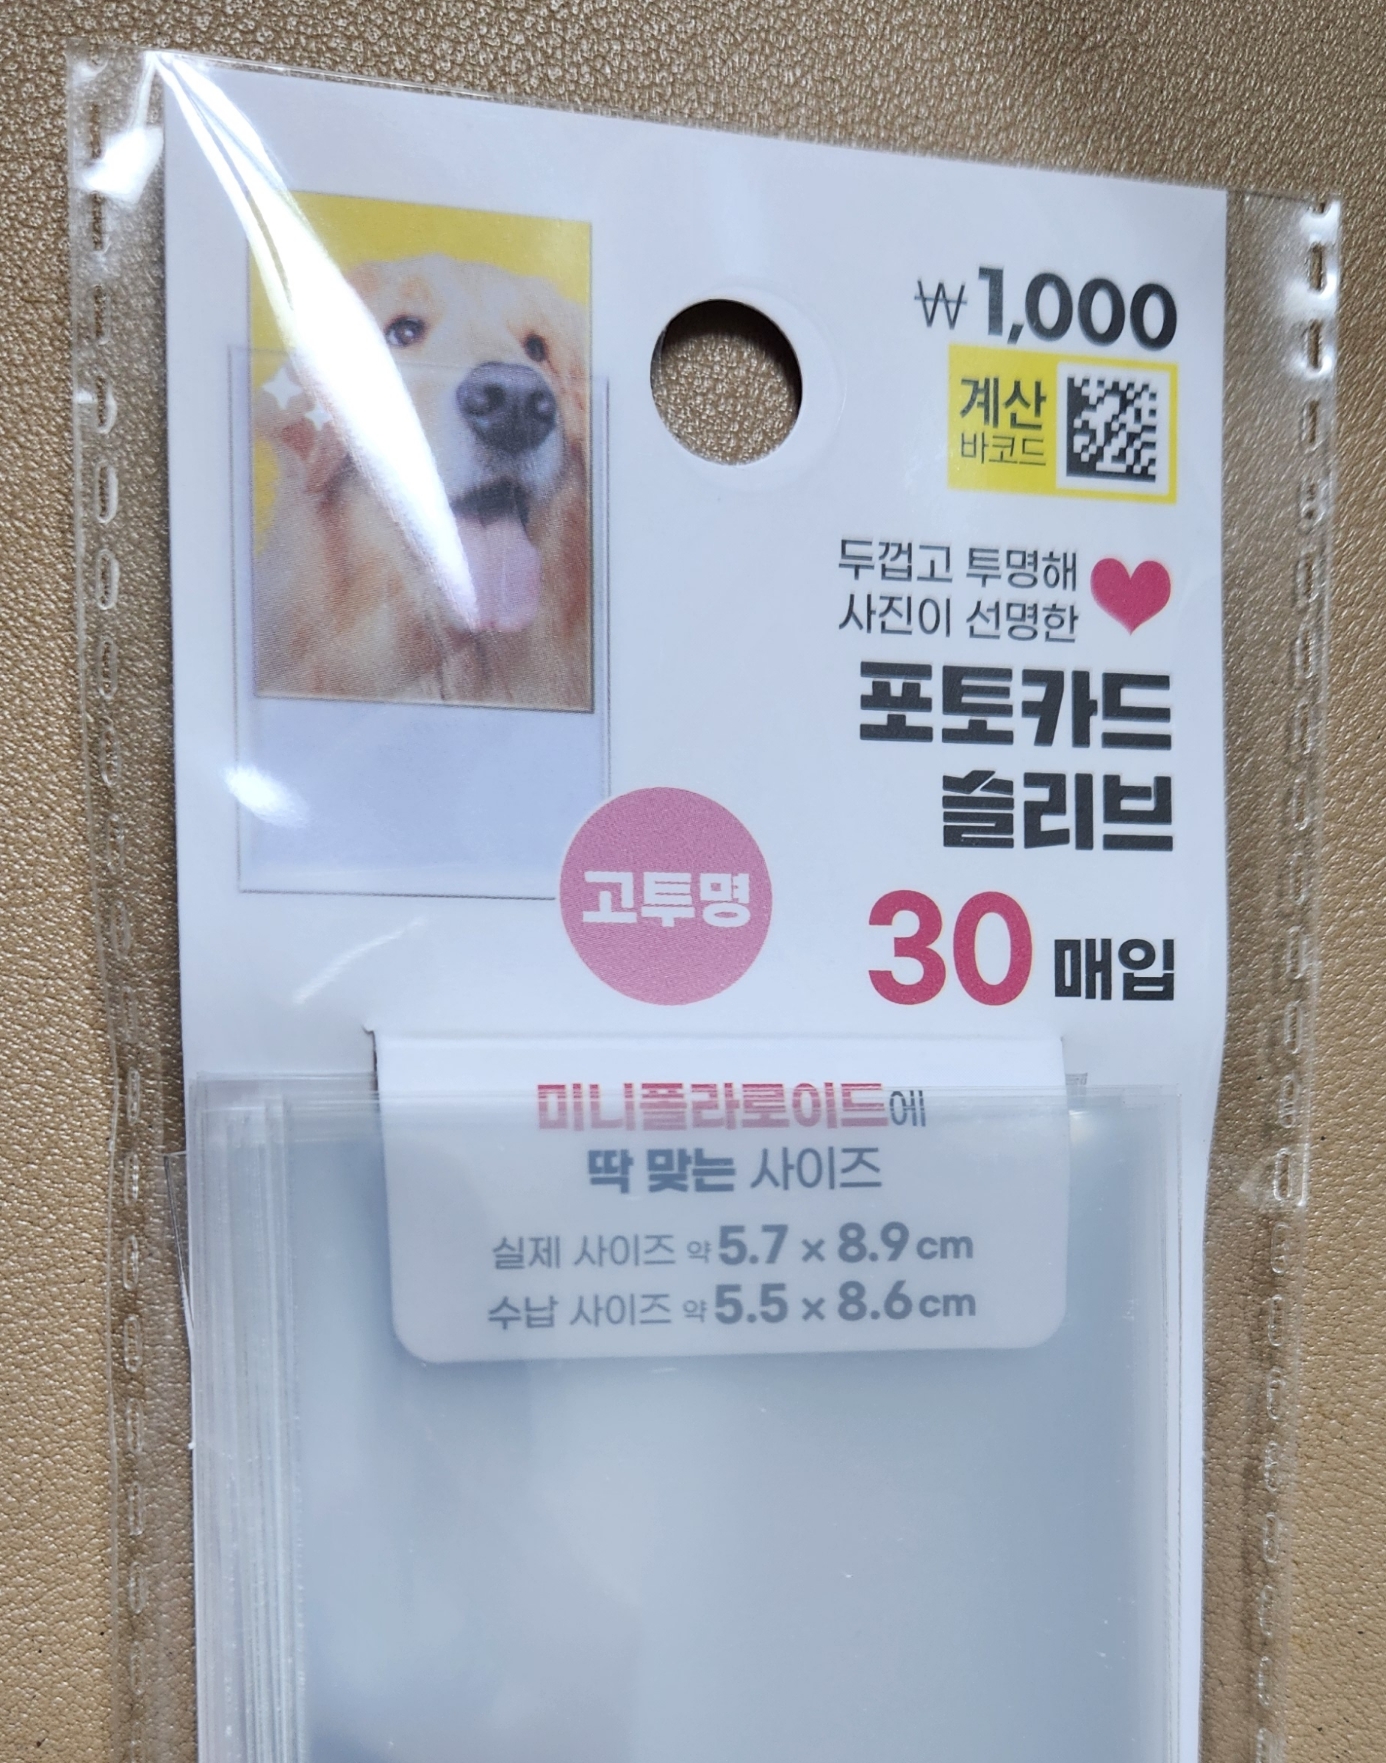 ₩1,000
계산
바코드
두껍고 투명해
사진이 선명한
포토카드
슬리브
고투명
30 매입
미니폴라로이드에
딱 맞는 사이즈
실제 사이즈 약 5.7 x 8.9 cm
수납 사이즈 약 5.5 x 8.6 cm